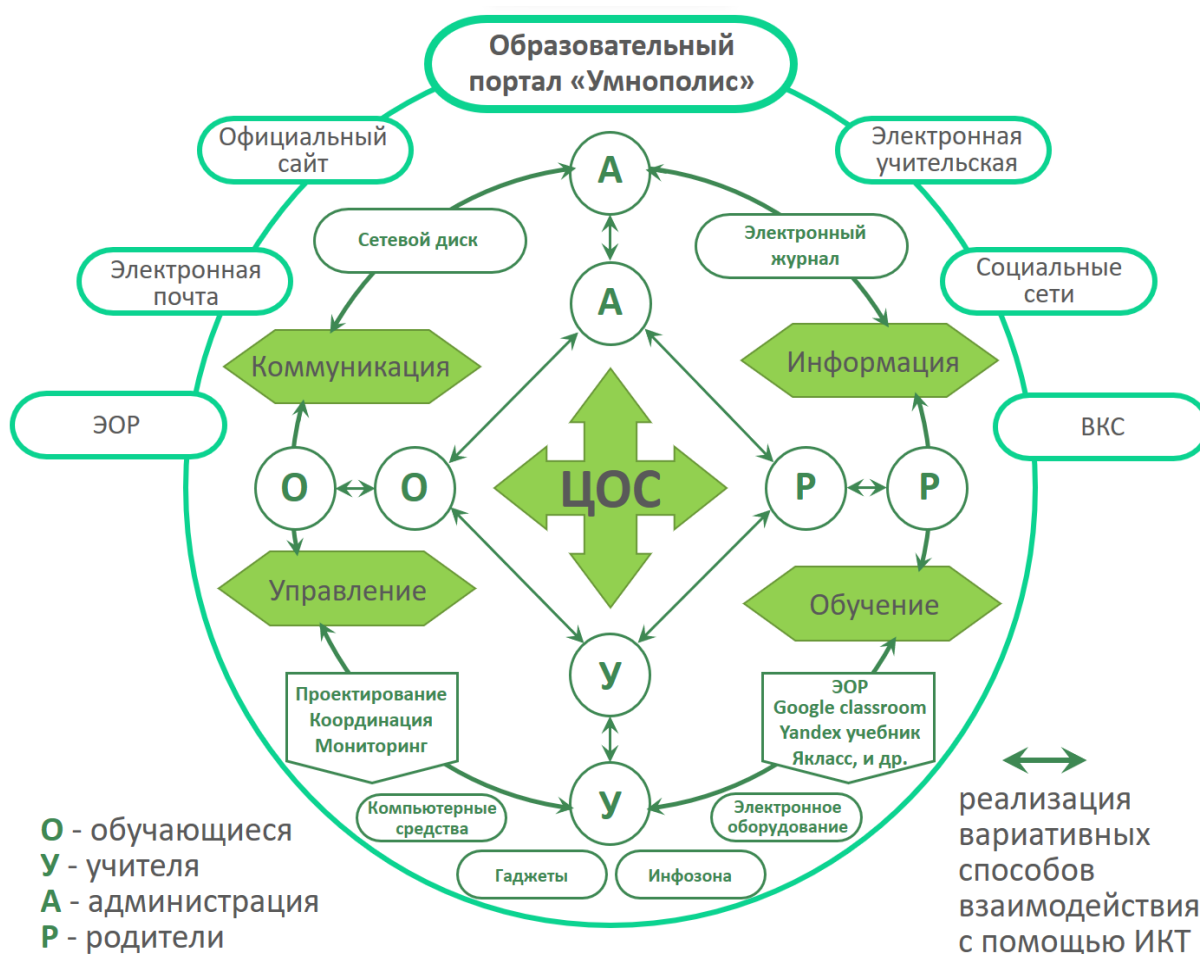 Образовательный
портал «Умнополис»
Официальный
сайт
Электронная
учительская
А
Сетевой диск
Электронный
журнал
Электронная
почта
Социальные
сети
А
Коммуникация
Информация
ЭОР
ВКС
О
О
ЦОС
Р
Р
Управление
Обучение
У
Проектирование
Координация
Мониторинг
ЭОР
Google classroom
Yandex учебник
Якласс, и др.
У
Компьютерные
средства
Электронное
оборудование
Гаджеты
Инфозона
О - обучающиеся
У - учителя
А - администрация
Р - родители
реализация
вариативных
способов
взаимодействия
с помощью ИКТ